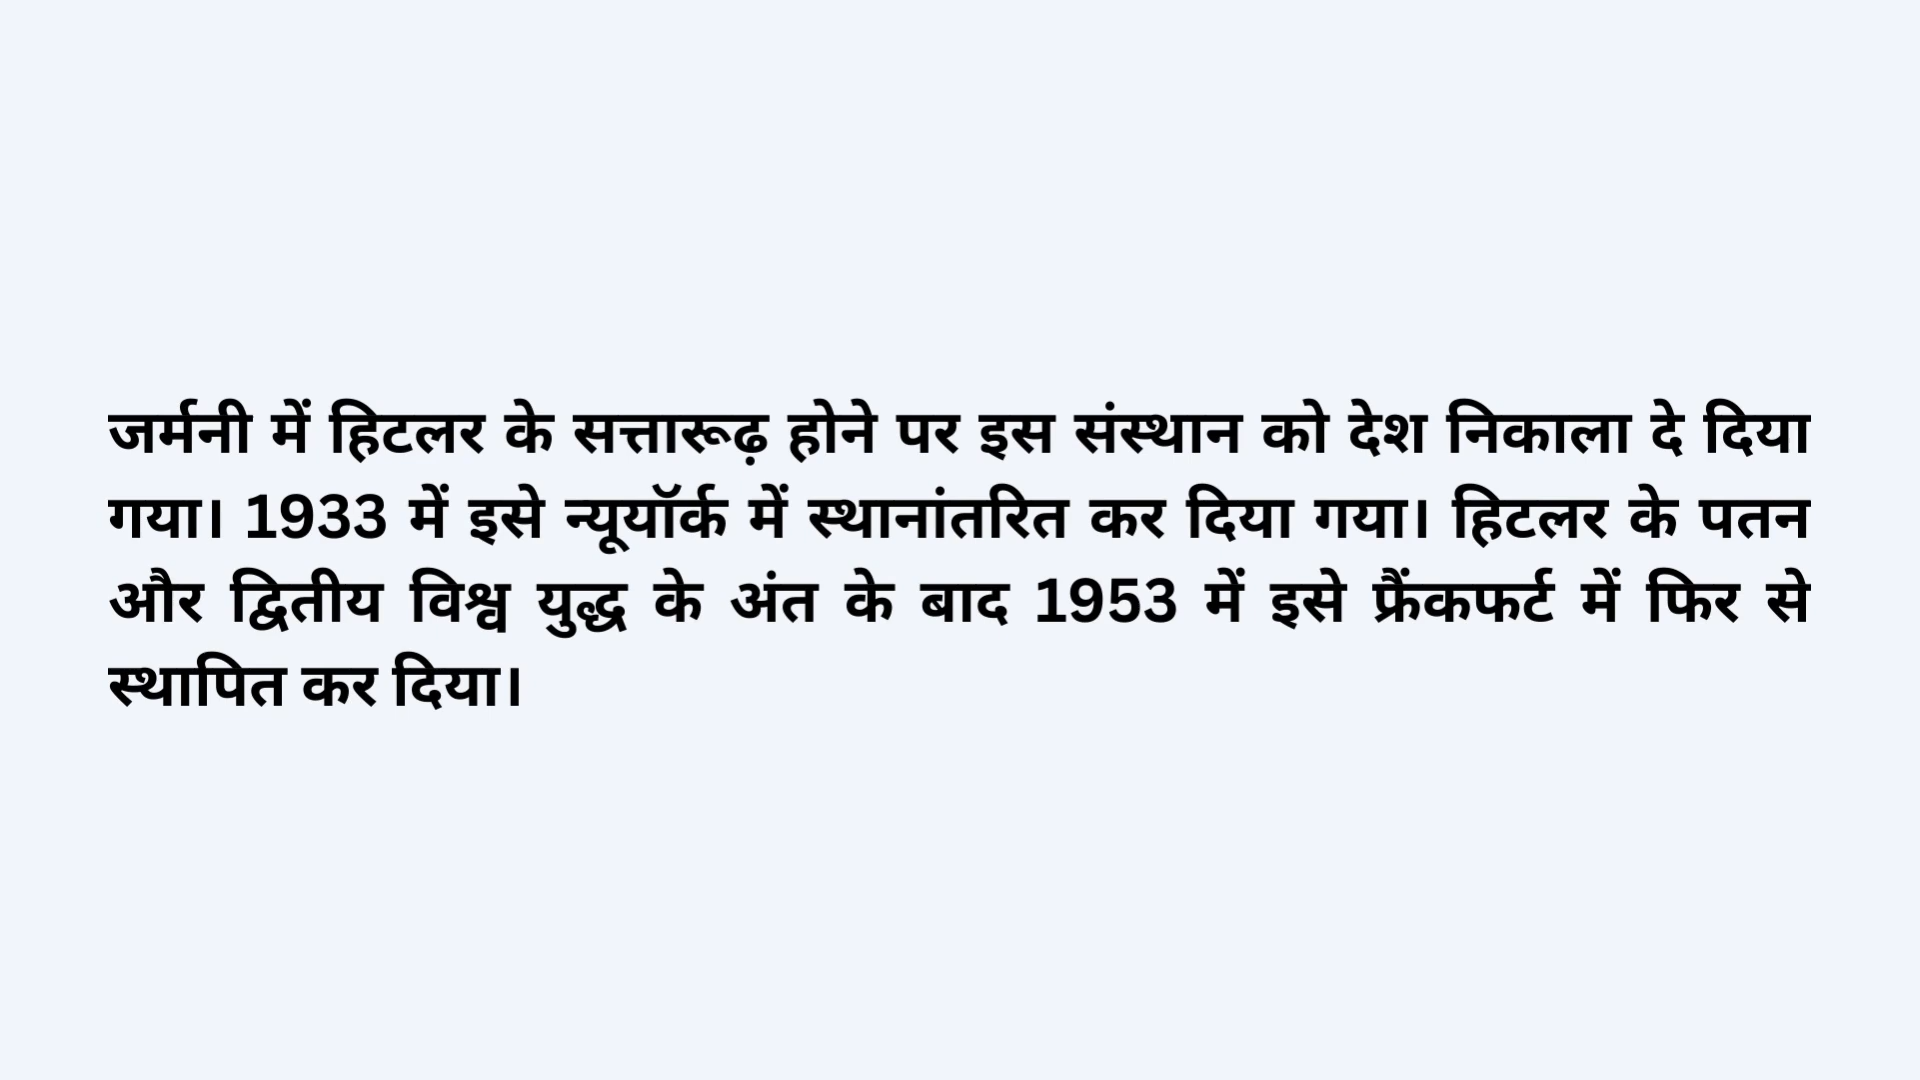 जर्मनी में हिटलर के सत्तारूढ़ होने पर इस संस्थान को देश निकाला दे दिया
गया। 1933 में इसे न्यूयॉर्क में स्थानांतरित कर दिया गया। हिटलर के पतन
और द्वितीय विश्व युद्ध के अंत के बाद 1953 में इसे फ्रैंकफर्ट में फिर से
स्थापित कर दिया।